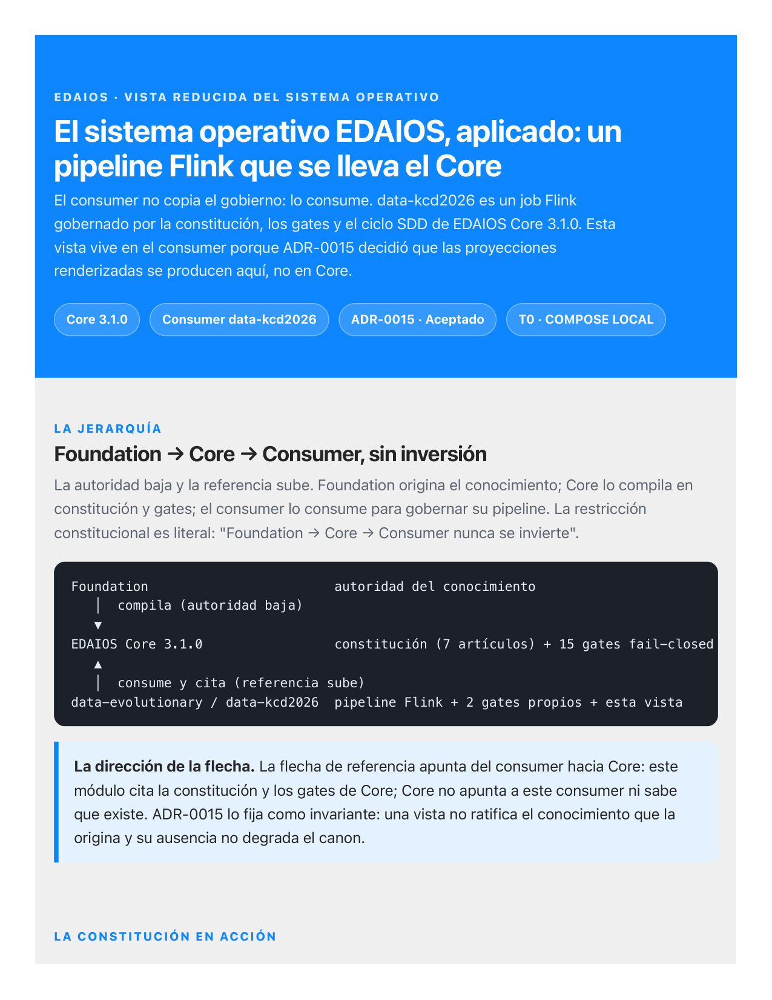 EDAIOS · VISTA REDUCIDA DEL SISTEMA OPERATIVO
El sistema operativo EDAIOS, aplicado: un
pipeline Flink que se lleva el Core
El consumer no copia el gobierno: lo consume. data-kcd2026 es un job Flink
gobernado por la constitución, los gates y el ciclo SDD de EDAIOS Core 3.1.0. Esta
vista vive en el consumer porque ADR-0015 decidió que las proyecciones
renderizadas se producen aquí, no en Core.
Core 3.1.0 Consumer data-kcd2026 ADR-0015 · Aceptado T0 · COMPOSE LOCAL
LA JERARQUÍA
Foundation → Core → Consumer, sin inversión
La autoridad baja y la referencia sube. Foundation origina el conocimiento; Core lo compila en
constitución y gates; el consumer lo consume para gobernar su pipeline. La restricción
constitucional es literal: "Foundation → Core → Consumer nunca se invierte".
Foundation autoridad del conocimiento
│ compila (autoridad baja)
▼
EDAIOS Core 3.1.0 constitución (7 artículos) + 15 gates fail-closed
▲
│ consume y cita (referencia sube)
data-evolutionary / data-kcd2026 pipeline Flink + 2 gates propios + esta vista
La dirección de la flecha. La flecha de referencia apunta del consumer hacia Core: este
módulo cita la constitución y los gates de Core; Core no apunta a este consumer ni sabe
que existe. ADR-0015 lo fija como invariante: una vista no ratifica el conocimiento que la
origina y su ausencia no degrada el canon.
LA CONSTITUCIÓN EN ACCIÓN